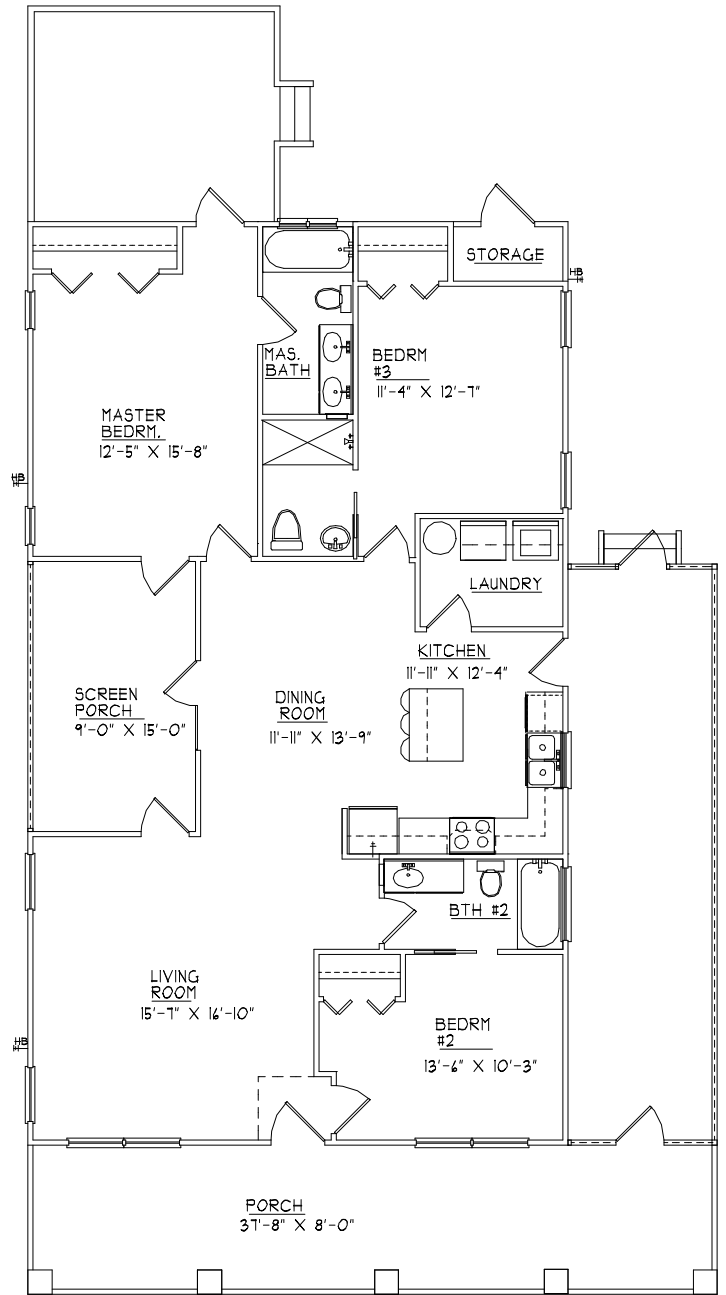 STORAGE
HB
MAS.
BATH
BEDRM
#3
11'-4" X 12'-7"
MASTER
BEDRM.
12'-5" X 15'-8"
HB
LAUNDRY
KITCHEN
11'-11" X 12'-4"
SCREEN
PORCH
9'-0" X 15'-0"
DINING
ROOM
11'-11" X 13'-9"
BTH #2
LIVING
ROOM
15'-7" X 16'-10"
BEDRM
#2
13'-6" X 10'-3"
HB
PORCH
37'-8" X 8'-0"